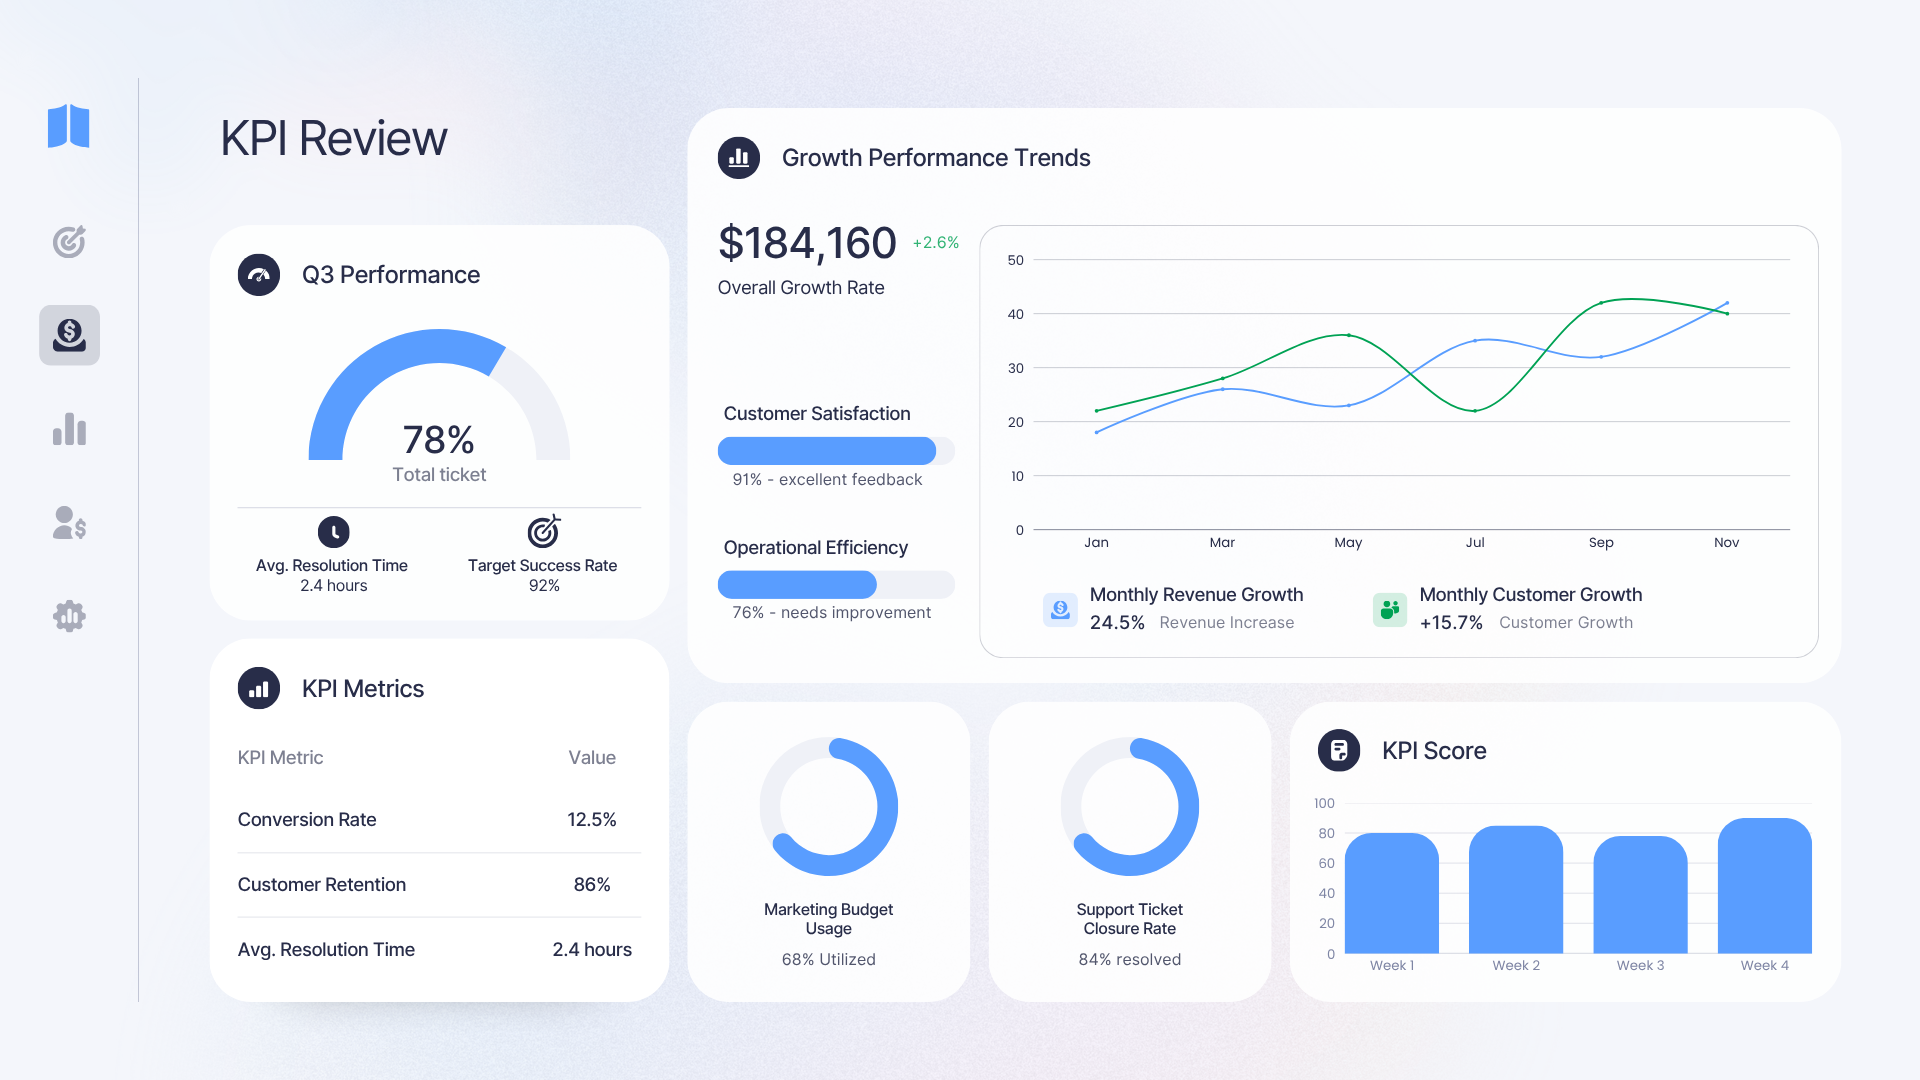 KPI Review
Q3 Performance
78%
Total ticket
Avg. Resolution Time
2.4 hours
Target Success Rate
92%
KPI Metrics
KPI Metric Value
Conversion Rate 12.5%
Customer Retention 86%
Avg. Resolution Time 2.4 hours
Growth Performance Trends
$184,160 +2.6%
Overall Growth Rate
Customer Satisfaction
91% - excellent feedback
Operational Efficiency
76% - needs improvement
50
40
30
20
10
0
Jan Mar May Jul Sep Nov
Monthly Revenue Growth
24.5% Revenue Increase
Monthly Customer Growth
+15.7% Customer Growth
Marketing Budget
Usage
68% Utilized
Support Ticket
Closure Rate
84% resolved
KPI Score
100
80
60
40
20
0
Week 1 Week 2 Week 3 Week 4